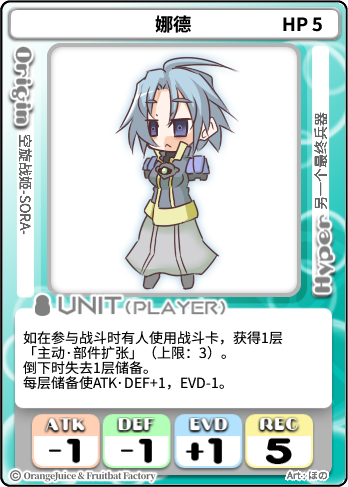 娜德
HP 5
Origin
空旋战姬-SORA-
Hyper
另一个最终兵器
UNIT(PLAYER)
如在参与战斗时有人使用战斗卡，获得1层
「主动·部件扩张」（上限：3）。
倒下时失去1层储备。
每层储备使ATK·DEF+1，EVD-1。
ATK DEF EVD REC
-1 -1 +1 5
© OrangeJuice & Fruitbat Factory
Art.: ほの